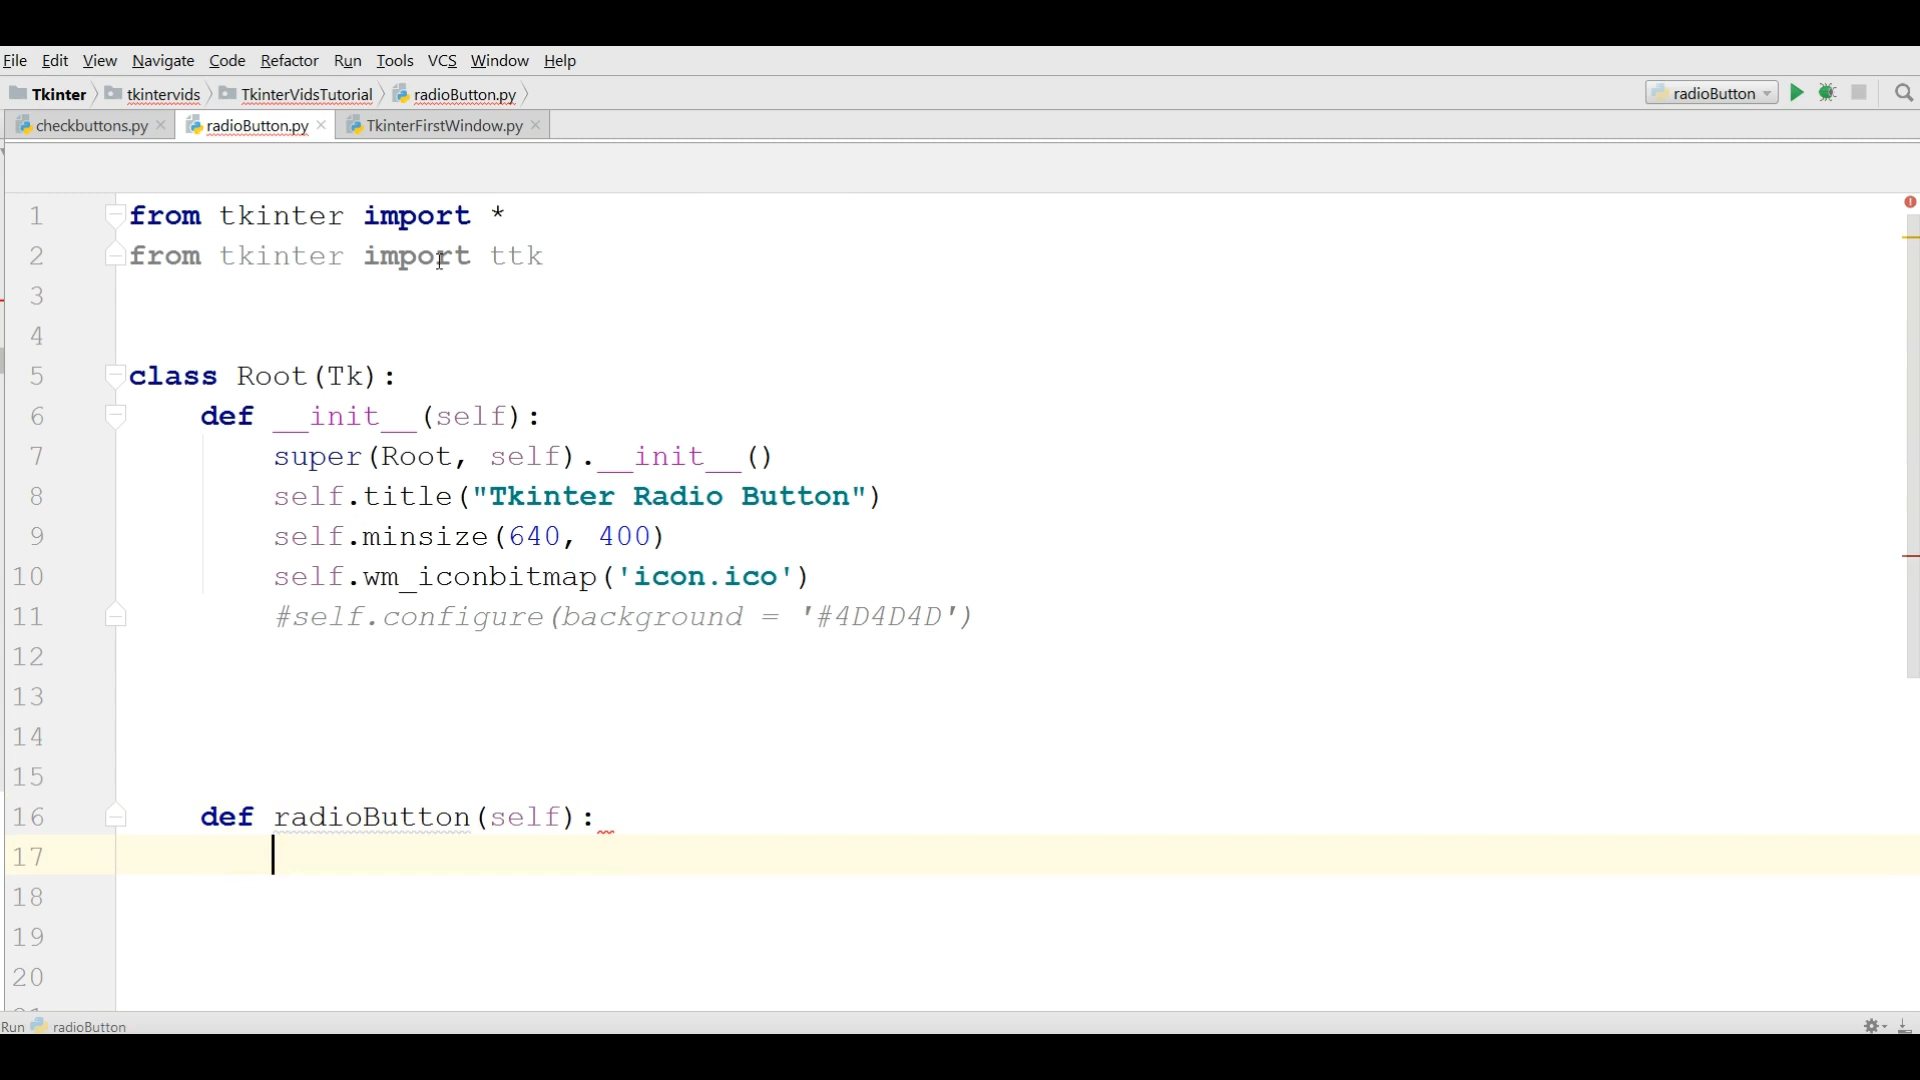 File Edit View Navigate Code Refactor Run Tools VCS Window Help
Tkinter tkintervids TkinterVidsTutorial radioButton.py radioButton
checkbuttons.py radioButton.py TkinterFirstWindow.py
1 from tkinter import *
2 from tkinter import ttk
3
4
5 class Root(Tk):
6 def __init__(self):
7 super(Root, self).__init__()
8 self.title("Tkinter Radio Button")
9 self.minsize(640, 400)
10 self.wm_iconbitmap('icon.ico')
11 #self.configure(background = '#4D4D4D')
12
13
14
15
16 def radioButton(self):
17
18
19
20
Run radioButton